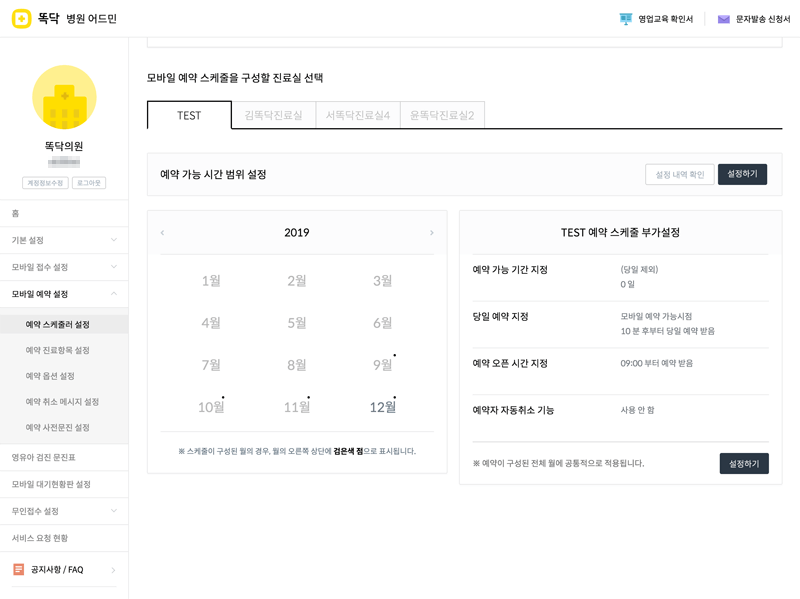 똑닥 병원 어드민
영업교육 확인서
문자발송 신청서
똑닥의원
계정정보수정
로그아웃
홈
기본 설정
모바일 접수 설정
모바일 예약 설정
예약 스케줄러 설정
예약 진료항목 설정
예약 옵션 설정
예약 취소 메시지 설정
예약 사전문진 설정
영유아 검진 문진표
모바일 대기현황판 설정
무인접수 설정
서비스 요청 현황
공지사항 / FAQ
모바일 예약 스케줄을 구성할 진료실 선택
TEST
김똑닥진료실
서똑닥진료실4
윤똑닥진료실2
예약 가능 시간 범위 설정
설정 내역 확인
설정하기
2019
1월 2월 3월
4월 5월 6월
7월 8월 9월
10월 11월 12월
※ 스케줄이 구성된 월의 경우, 월의 오른쪽 상단에 검은색 점으로 표시됩니다.
TEST 예약 스케줄 부가설정
예약 가능 기간 지정
(당일 제외)
0 일
당일 예약 지정
모바일 예약 가능시점
10 분 후부터 당일 예약 받음
예약 오픈 시간 지정
09:00 부터 예약 받음
예약자 자동취소 기능
사용 안 함
※ 예약이 구성된 전체 월에 공통적으로 적용됩니다.
설정하기